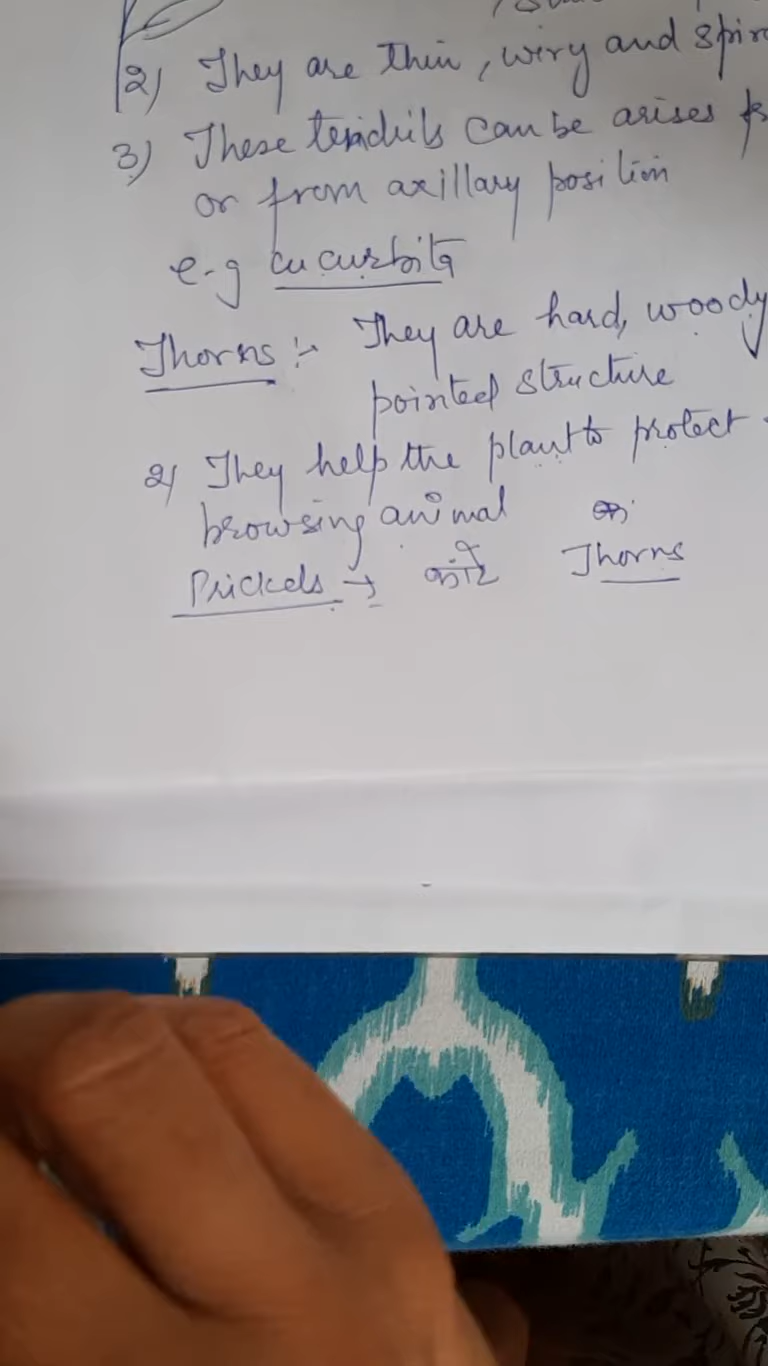 2) They are thin, wiry and spir
3) These tendrils can be arises
or from axillary position
e-g cucurbita
Thorns :- They are hard, woody
pointed structure
2) They help the plant to protect
browsing animal
Prickels → कांटे Thorns